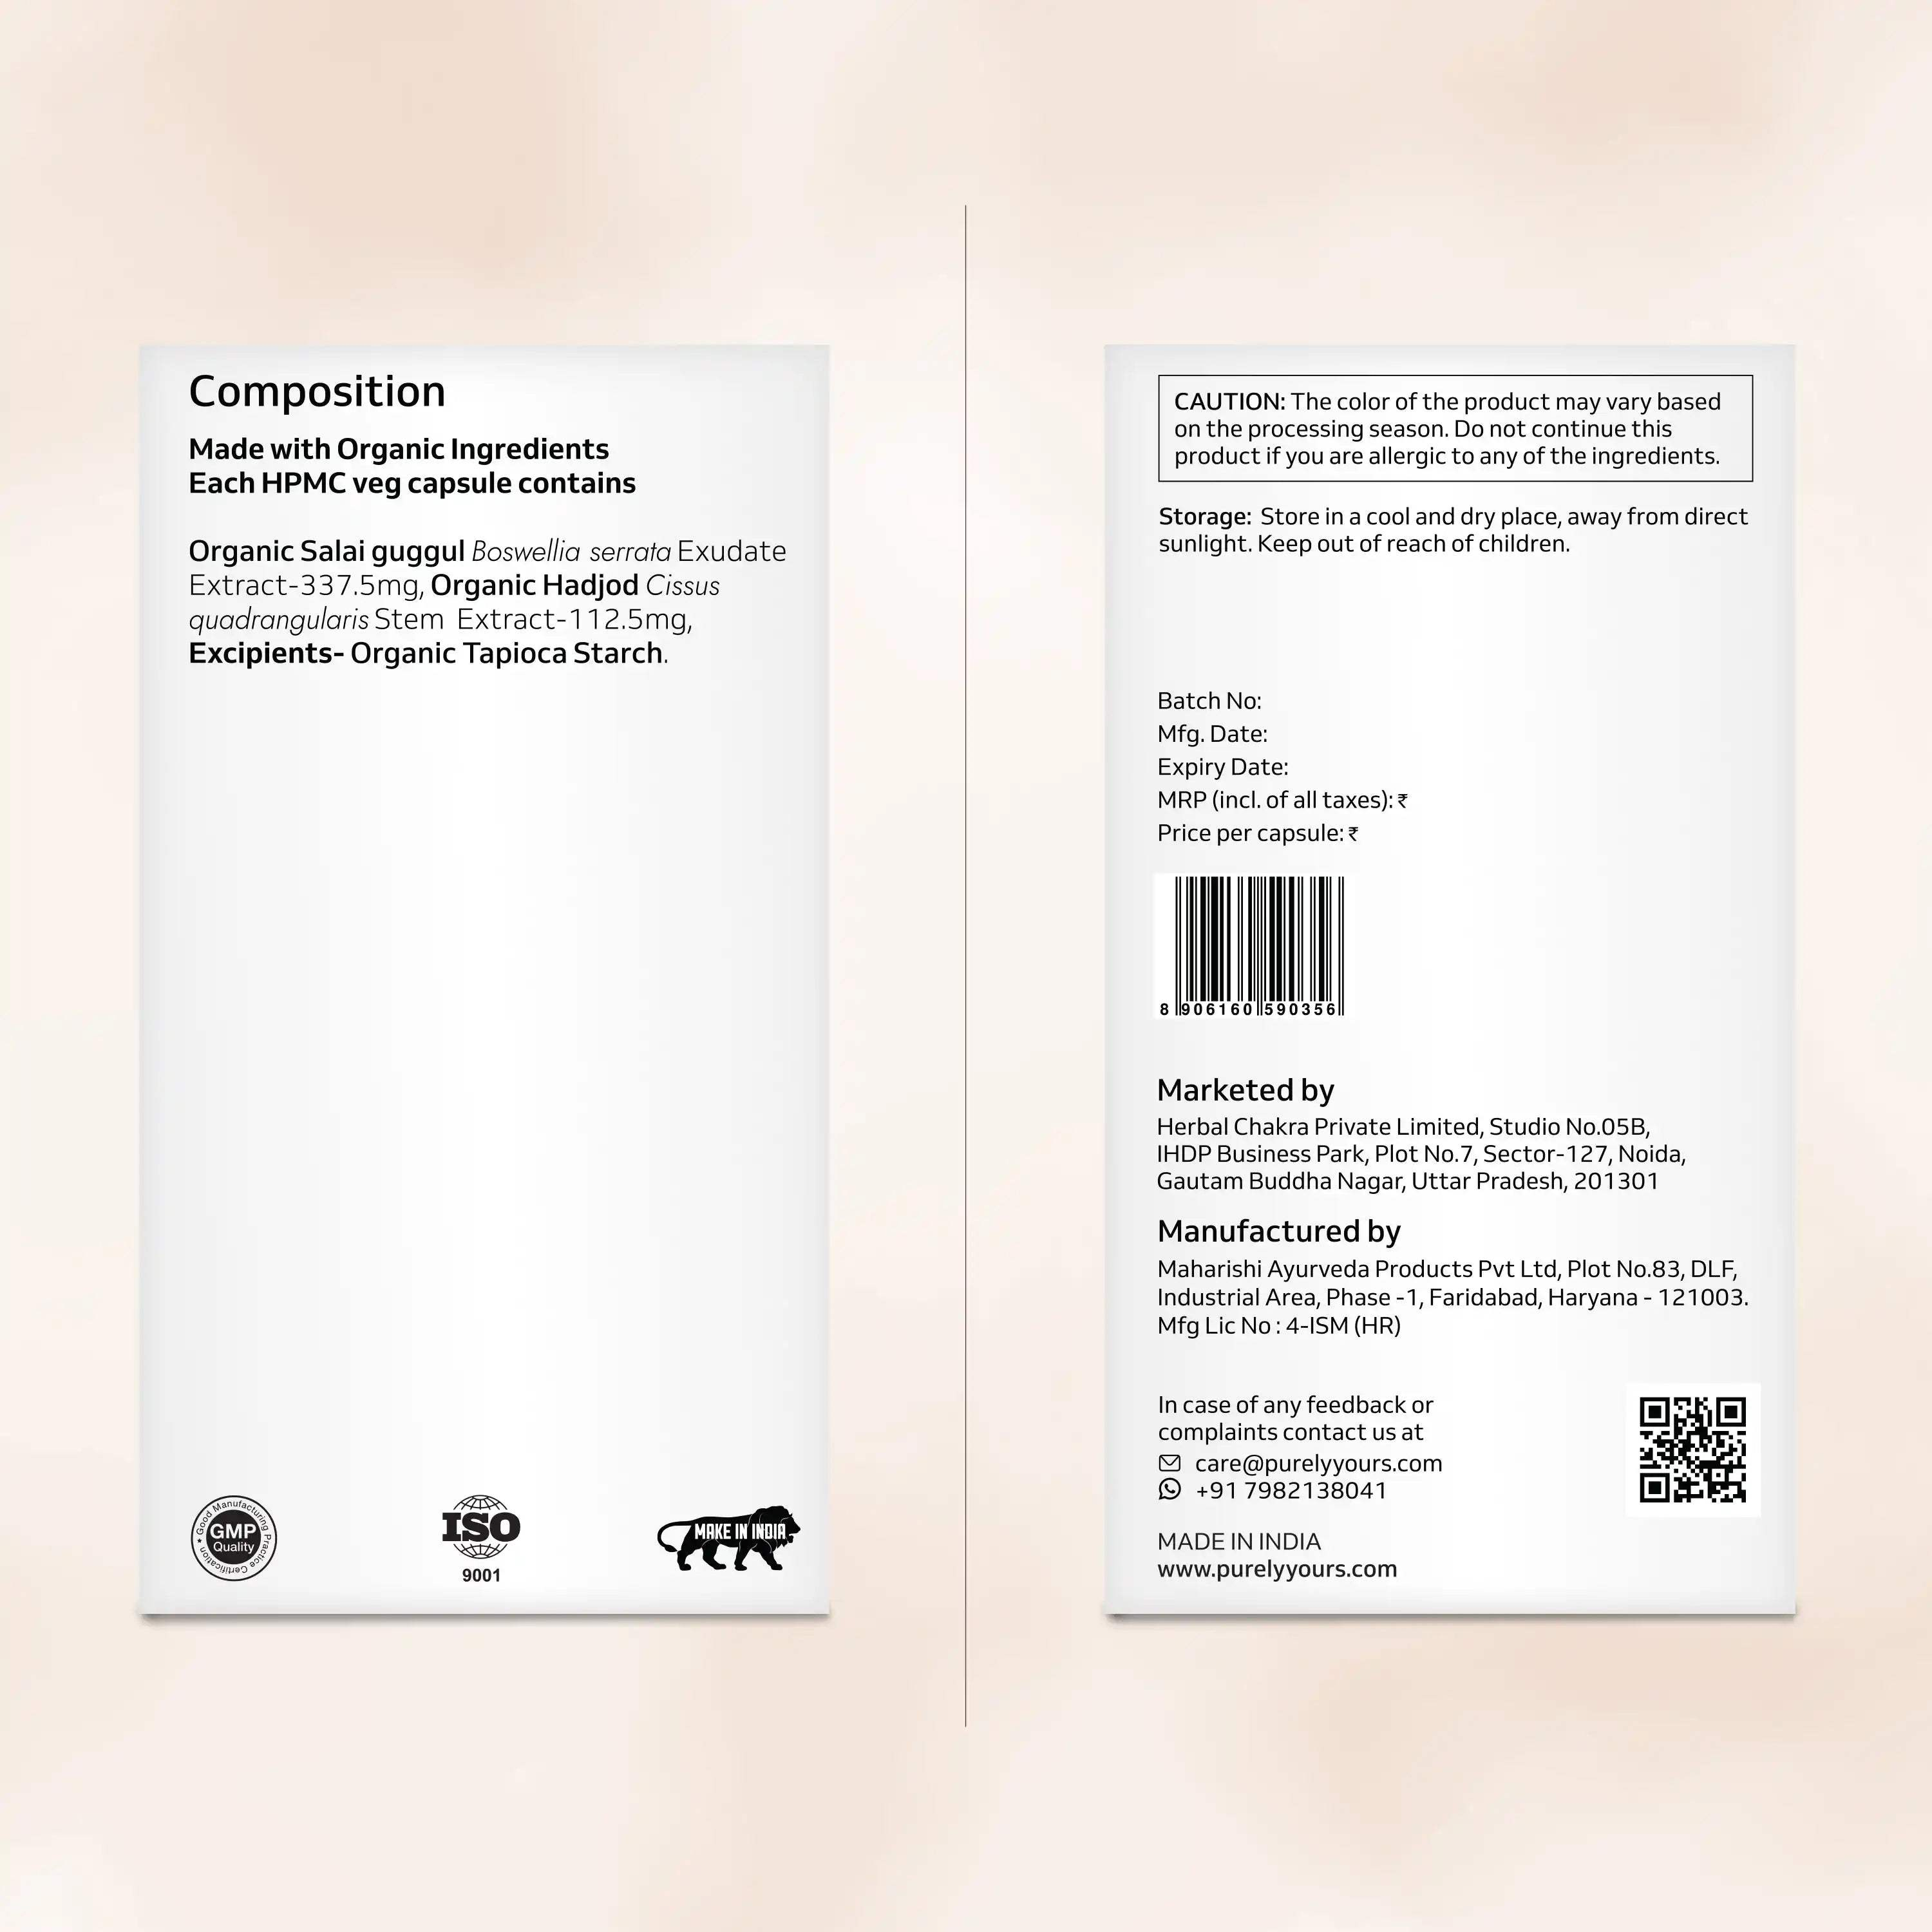 Composition
Made with Organic Ingredients
Each HPMC veg capsule contains
Organic Salai guggul Boswellia serrata Exudate
Extract-337.5mg, Organic Hadjod Cissus
quadrangularis Stem Extract-112.5mg,
Excipients- Organic Tapioca Starch.
Good Manufacturing Practice Certification
GMP
Quality
ISO
9001
MAKE IN INDIA
CAUTION: The color of the product may vary based
on the processing season. Do not continue this
product if you are allergic to any of the ingredients.
Storage: Store in a cool and dry place, away from direct
sunlight. Keep out of reach of children.
Batch No:
Mfg. Date:
Expiry Date:
MRP (incl. of all taxes): ₹
Price per capsule: ₹
8 906160 590356
Marketed by
Herbal Chakra Private Limited, Studio No.05B,
IHDP Business Park, Plot No.7, Sector-127, Noida,
Gautam Buddha Nagar, Uttar Pradesh, 201301
Manufactured by
Maharishi Ayurveda Products Pvt Ltd, Plot No.83, DLF,
Industrial Area, Phase -1, Faridabad, Haryana - 121003.
Mfg Lic No : 4-ISM (HR)
In case of any feedback or
complaints contact us at
care@purelyyours.com
+91 7982138041
MADE IN INDIA
www.purelyyours.com